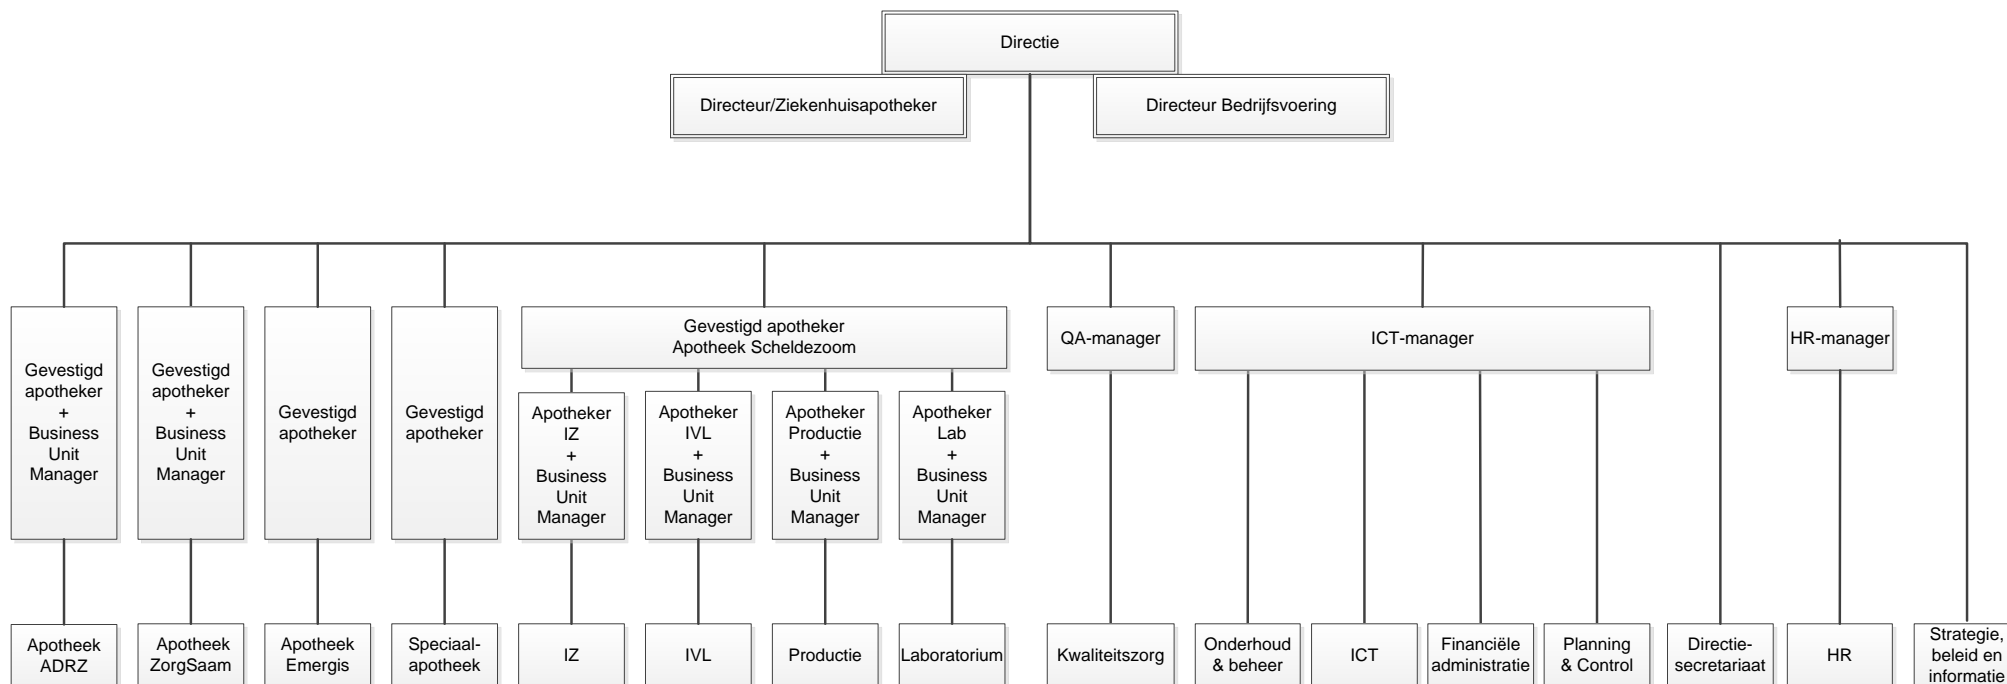 Directie
Directeur/Ziekenhuisapotheker
Directeur Bedrijfsvoering
Gevestigd
apotheker
+
Business
Unit
Manager
Gevestigd
apotheker
+
Business
Unit
Manager
Gevestigd
apotheker
Gevestigd
apotheker
Gevestigd apotheker
Apotheek Scheldezoom
Apotheker
IZ
+
Business
Unit
Manager
Apotheker
IVL
+
Business
Unit
Manager
Apotheker
Productie
+
Business
Unit
Manager
Apotheker
Lab
+
Business
Unit
Manager
QA-manager
ICT-manager
HR-manager
Apotheek
ADRZ
Apotheek
ZorgSaam
Apotheek
Emergis
Speciaal-
apotheek
IZ
IVL
Productie
Laboratorium
Kwaliteitszorg
Onderhoud
& beheer
ICT
Financiële
administratie
Planning
& Control
Directie-
secretariaat
HR
Strategie,
beleid en
informatie